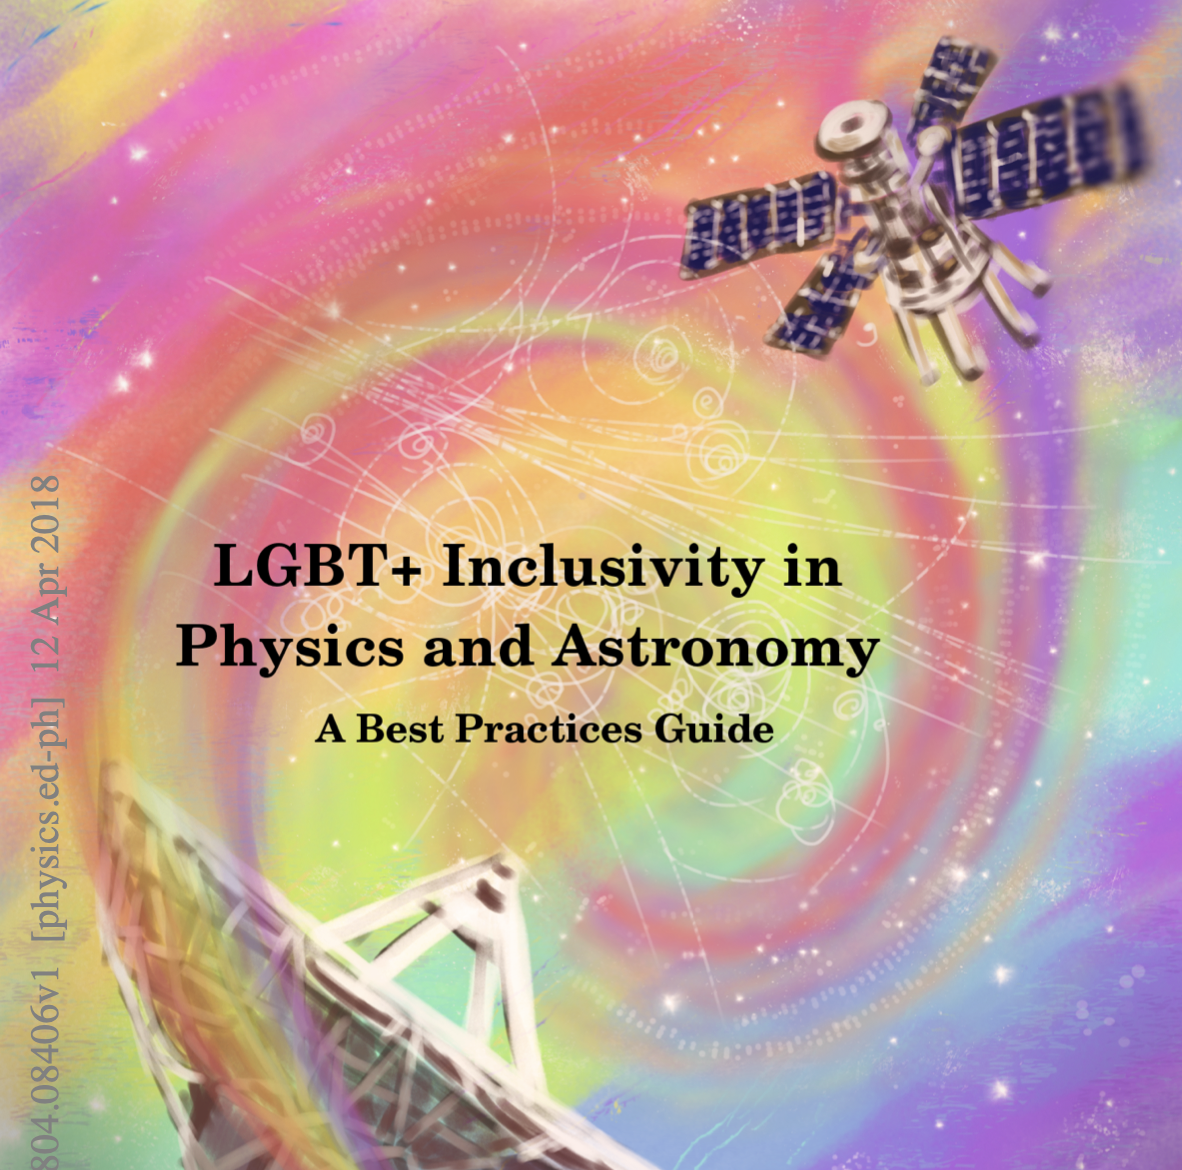 LGBT+ Inclusivity in
Physics and Astronomy
A Best Practices Guide
804.08406v1 [physics.ed-ph] 12 Apr 2018